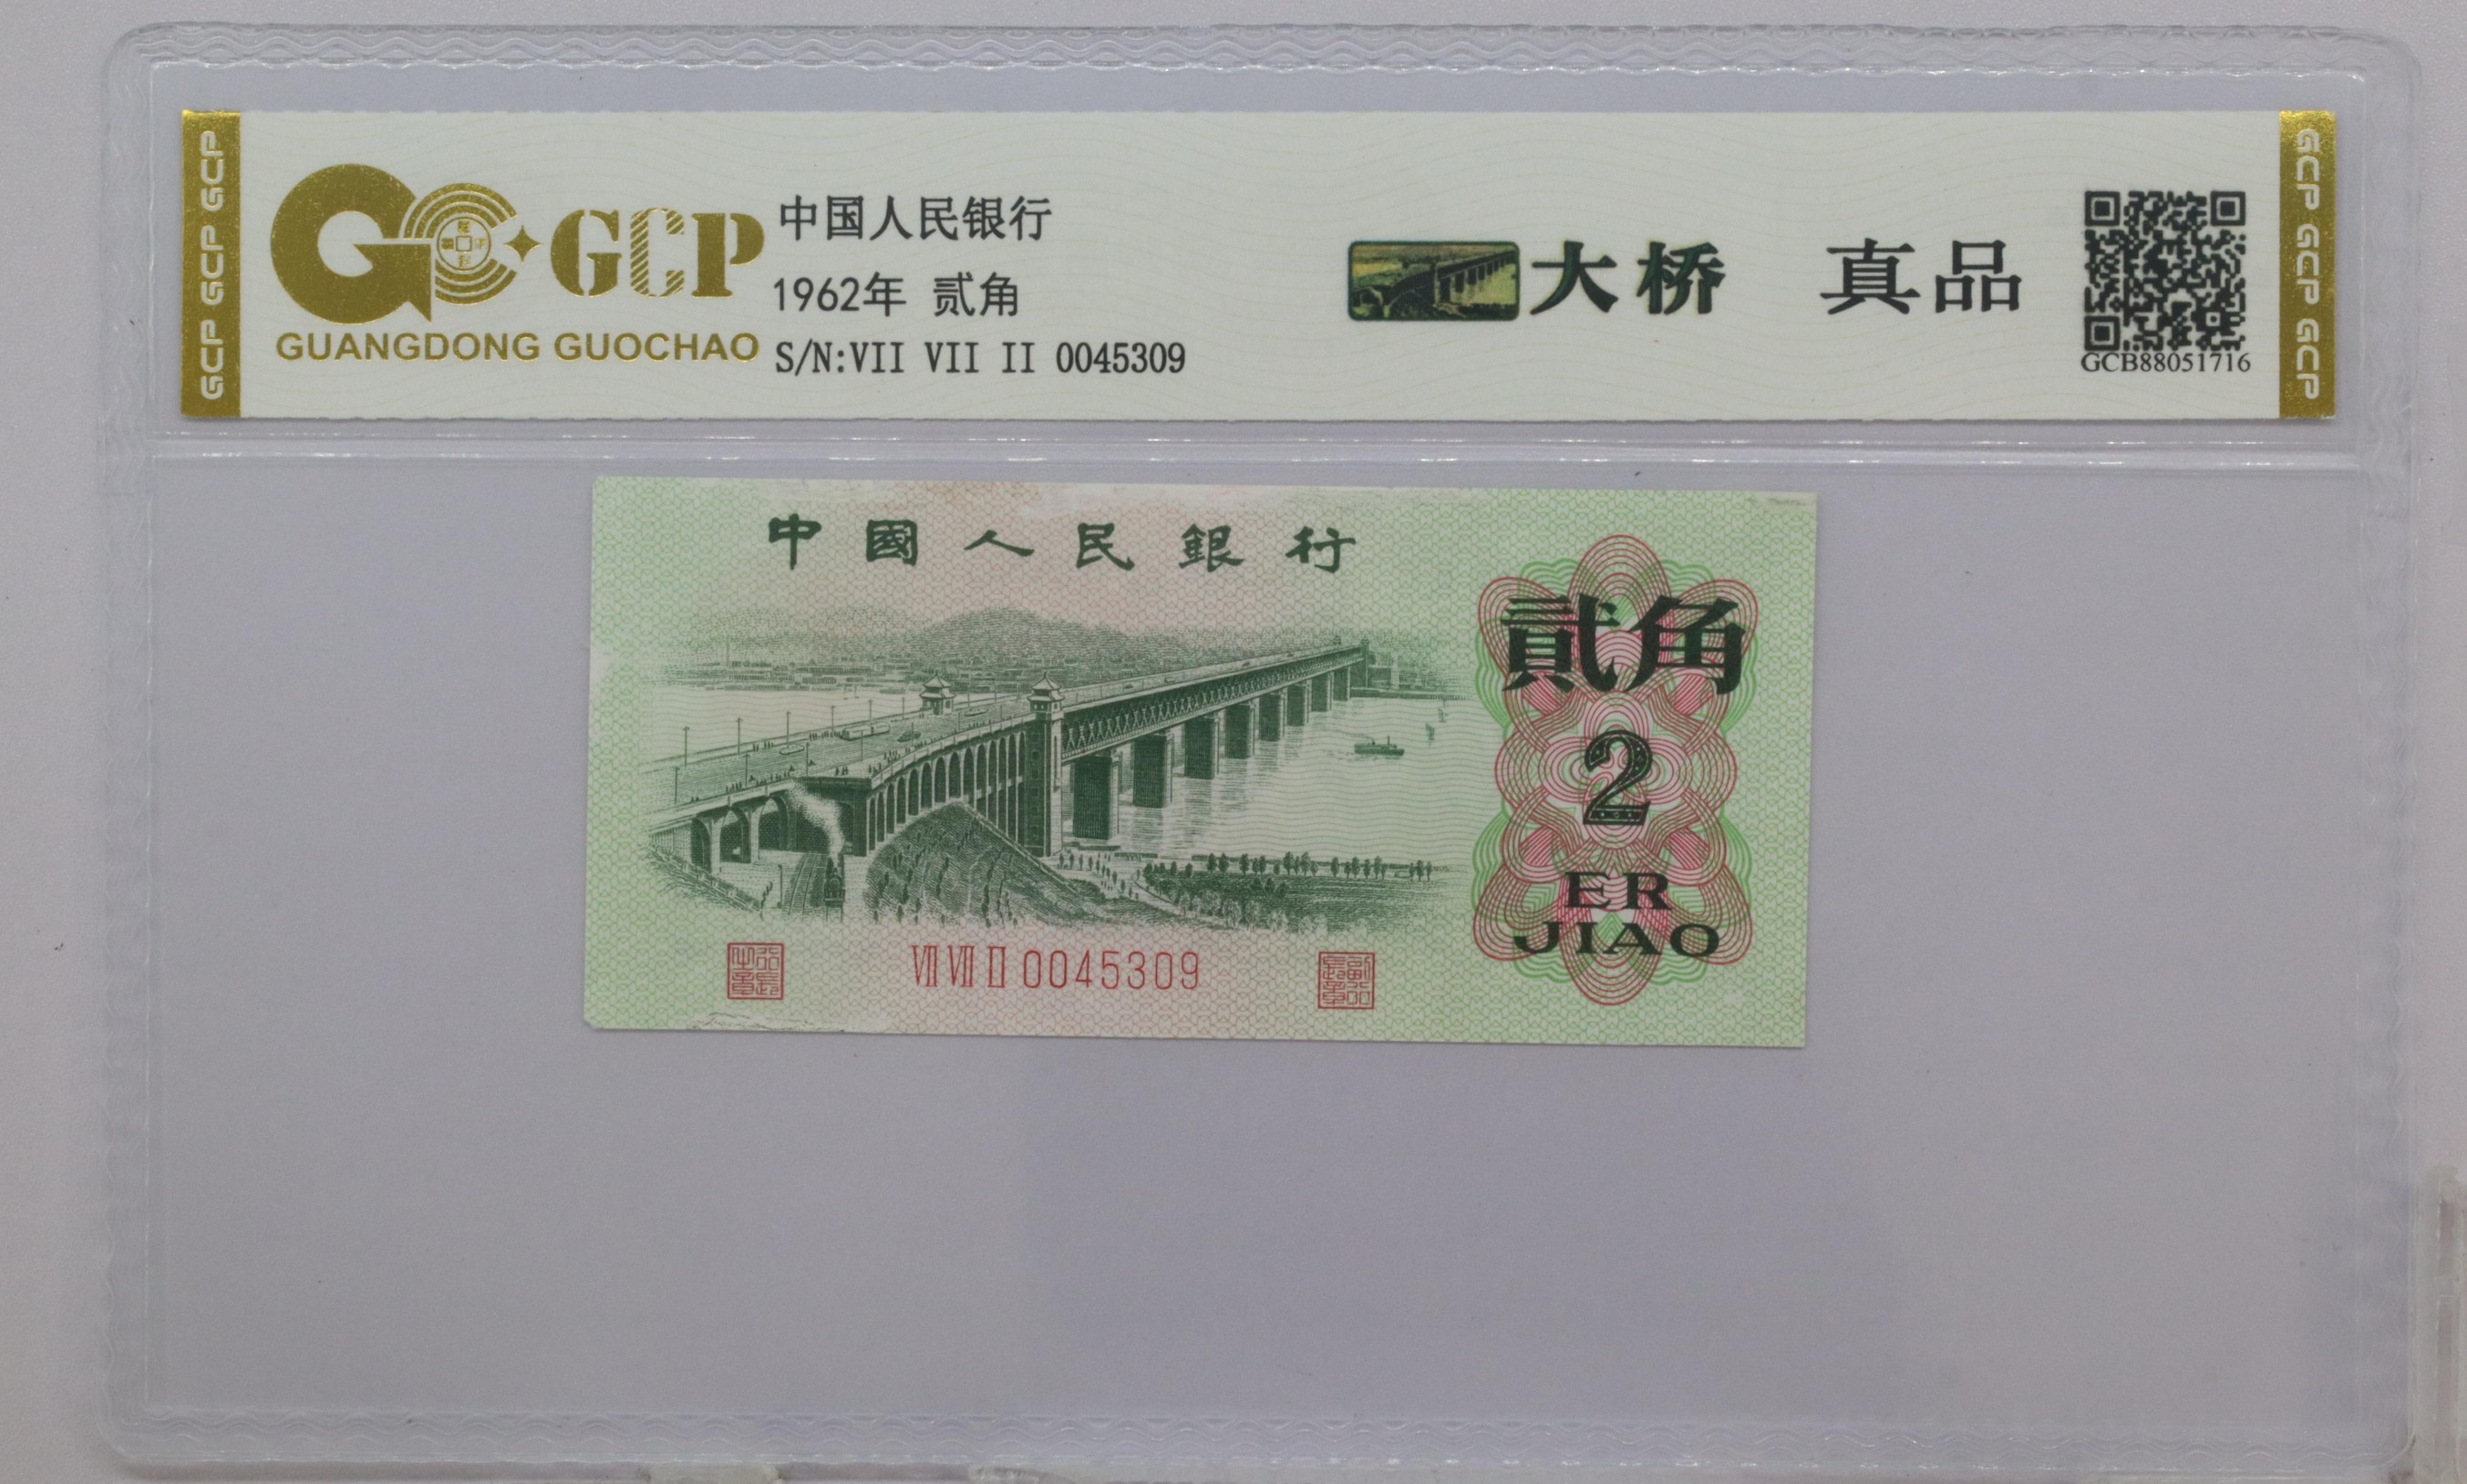 GCP GCP GCP
GCP
GUANGDONG GUOCHAO
中国人民银行
1962年 贰角
S/N:VII VII II 0045309
大桥 真品
GCB88051716
GCP GCP GCP
中國人民銀行
貳角
2
ER
JIAO
VII VII II 0045309